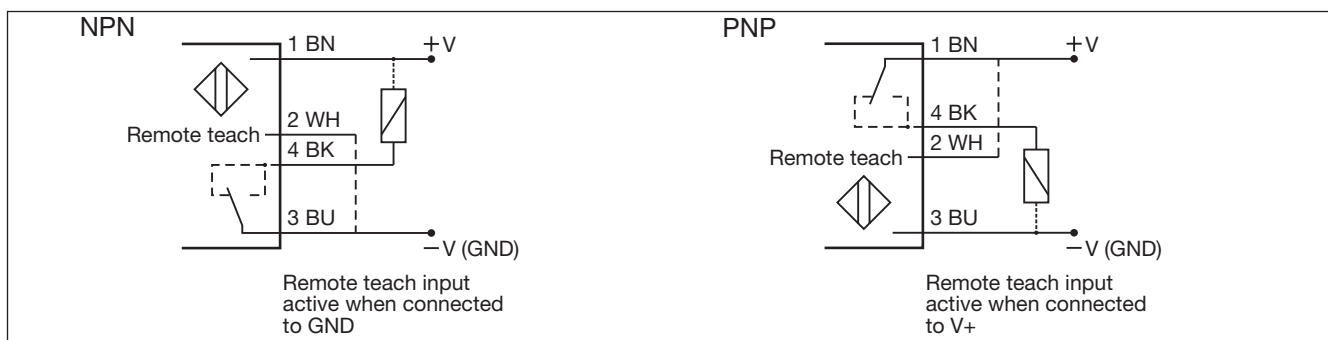 NPN
1 BN
+V
2 WH
Remote teach
4 BK
3 BU
−V (GND)
Remote teach input
active when connected
to GND
PNP
1 BN
+V
4 BK
2 WH
Remote teach
3 BU
−V (GND)
Remote teach input
active when connected
to V+